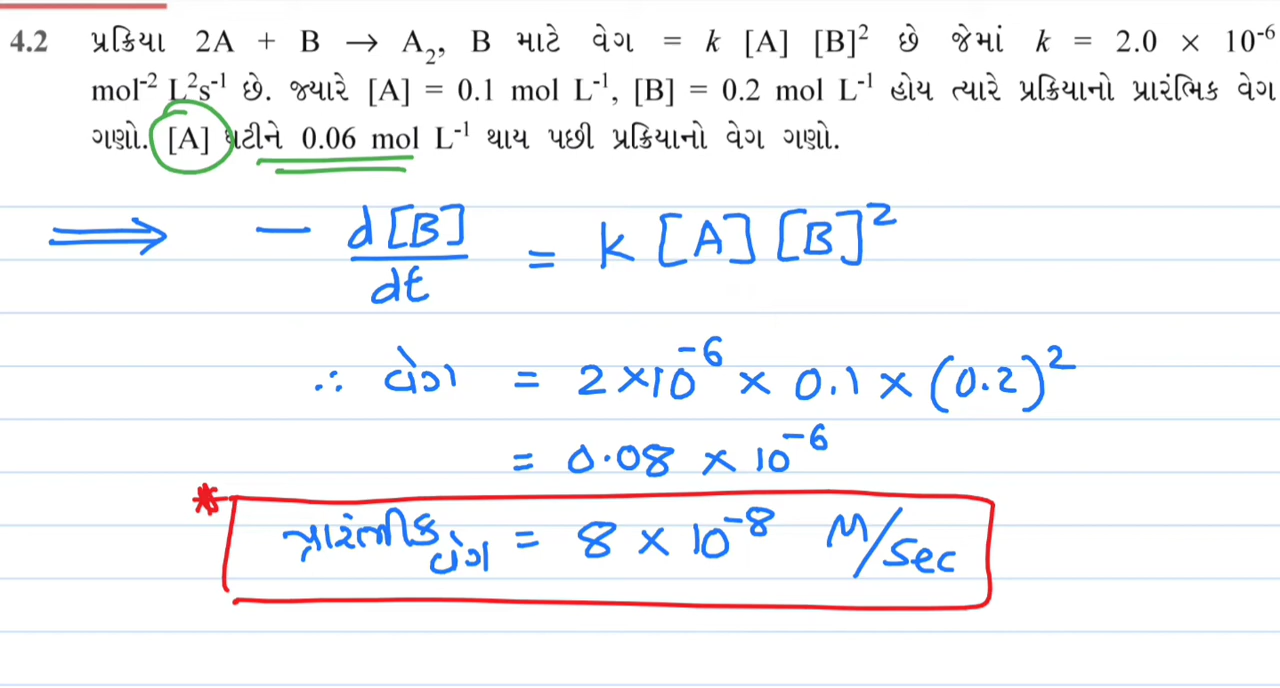 4.2 પ્રક્રિયા 2A + B → A₂, B માટે વેગ = k [A] [B]² છે જેમાં k = 2.0 × 10⁻⁶
mol⁻² L²s⁻¹ છે. જ્યારે [A] = 0.1 mol L⁻¹, [B] = 0.2 mol L⁻¹ હોય ત્યારે પ્રક્રિયાનો પ્રારંભિક વેગ
ગણો. [A] ઘટીને 0.06 mol L⁻¹ થાય પછી પ્રક્રિયાનો વેગ ગણો.
⟹ − d[B]/dt = k [A] [B]²
∴ વેગ = 2 × 10⁻⁶ × 0.1 × (0.2)²
= 0.08 × 10⁻⁶
* પ્રારંભીક વેગ = 8 × 10⁻⁸ M/sec